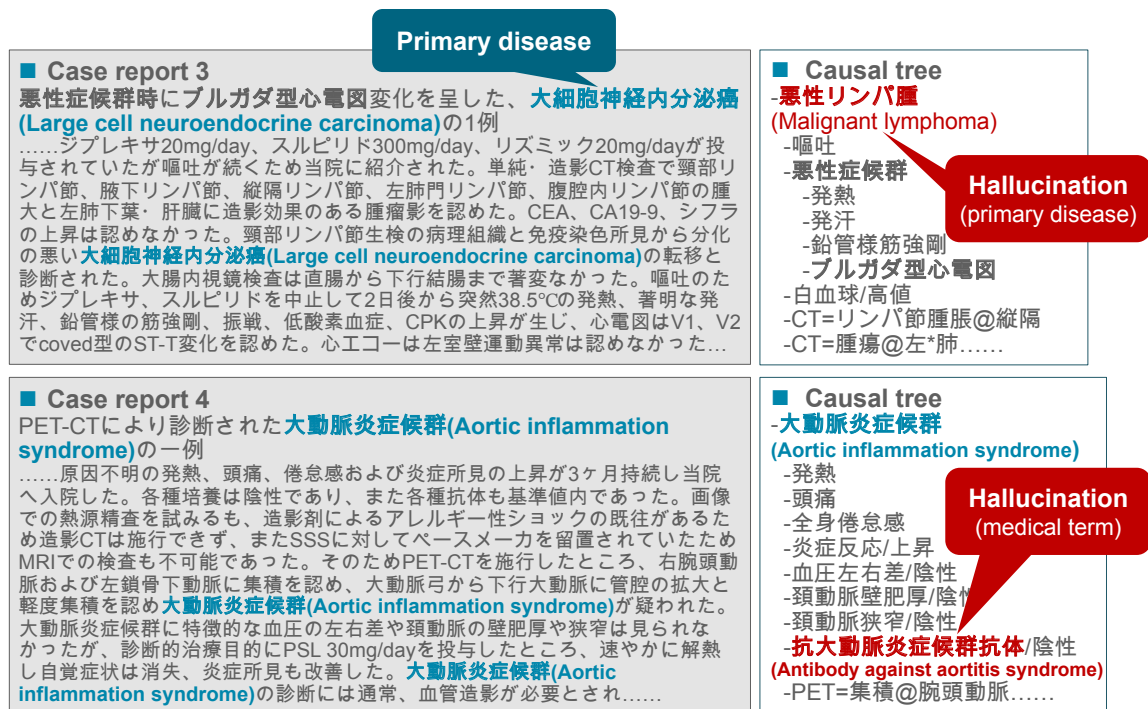 Primary disease
■ Case report 3
悪性症候群時にブルガダ型心電図変化を呈した、大細胞神経内分泌癌
(Large cell neuroendocrine carcinoma)の1例
……ジプレキサ20mg/day、スルピリド300mg/day、リズミック20mg/dayが投
与されていたが嘔吐が続くため当院に紹介された。単純・造影CT検査で頸部リ
ンパ節、腋下リンパ節、縦隔リンパ節、左肺門リンパ節、腹腔内リンパ節の腫
大と左肺下葉・肝臓に造影効果のある腫瘤影を認めた。CEA、CA19-9、シフラ
の上昇は認めなかった。頸部リンパ節生検の病理組織と免疫染色所見から分化
の悪い大細胞神経内分泌癌(Large cell neuroendocrine carcinoma)の転移と
診断された。大腸内視鏡検査は直腸から下行結腸まで著変なかった。嘔吐のた
めジプレキサ、スルピリドを中止して2日後から突然38.5℃の発熱、著明な発
汗、鉛管様の筋強剛、振戦、低酸素血症、CPKの上昇が生じ、心電図はV1、V2
でcoved型のST-T変化を認めた。心エコーは左室壁運動異常は認めなかった…
■ Causal tree
-悪性リンパ腫
(Malignant lymphoma)
-嘔吐
-悪性症候群
-発熱
-発汗
-鉛管様筋強剛
-ブルガダ型心電図
-白血球/高値
-CT=リンパ節腫脹@縦隔
-CT=腫瘍@左*肺……
Hallucination
(primary disease)
■ Case report 4
PET-CTにより診断された大動脈炎症候群(Aortic inflammation
syndrome)の一例
……原因不明の発熱、頭痛、倦怠感および炎症所見の上昇が3ヶ月持続し当院
へ入院した。各種培養は陰性であり、また各種抗体も基準値内であった。画像
での熱源精査を試みるも、造影剤によるアレルギー性ショックの既往があるた
め造影CTは施行できず、またSSSに対してペースメーカを留置されていたため
MRIでの検査も不可能であった。そのためPET-CTを施行したところ、右腕頭動
脈および左鎖骨下動脈に集積を認め、大動脈弓から下行大動脈に管腔の拡大と
軽度集積を認め大動脈炎症候群(Aortic inflammation syndrome)が疑われた。
大動脈炎症候群に特徴的な血圧の左右差や頚動脈の壁肥厚や狭窄は見られな
かったが、診断的治療目的にPSL 30mg/dayを投与したところ、速やかに解熱
し自覚症状は消失、炎症所見も改善した。大動脈炎症候群(Aortic
inflammation syndrome)の診断には通常、血管造影が必要とされ……
■ Causal tree
-大動脈炎症候群
(Aortic inflammation syndrome)
-発熱
-頭痛
-全身倦怠感
-炎症反応/上昇
-血圧左右差/陰性
-頚動脈壁肥厚/陰性
-頚動脈狭窄/陰性
-抗大動脈炎症候群抗体/陰性
(Antibody against aortitis syndrome)
-PET=集積@腕頭動脈……
Hallucination
(medical term)